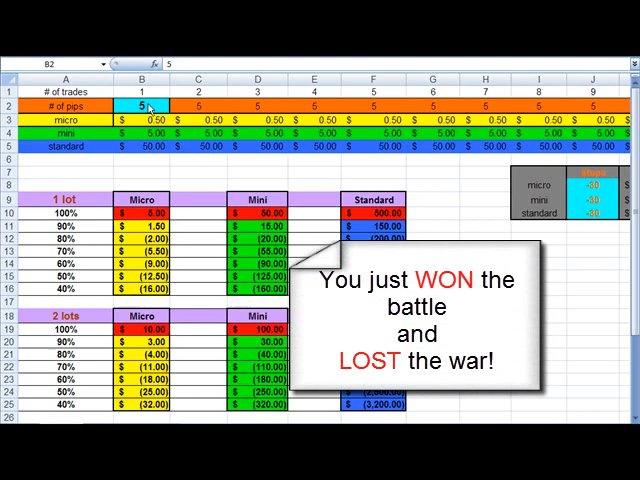 B2 fx 5
A B C D E F G H I J
1 # of trades 1 2 3 4 5 6 7 8 9
2 # of pips 5 5 5 5 5 5 5 5 5
3 micro $ 0.50 $ 0.50 $ 0.50 $ 0.50 $ 0.50 $ 0.50 $ 0.50 $ 0.50 $ 0.50 $
4 mini $ 5.00 $ 5.00 $ 5.00 $ 5.00 $ 5.00 $ 5.00 $ 5.00 $ 5.00 $ 5.00 $
5 standard $ 50.00 $ 50.00 $ 50.00 $ 50.00 $ 50.00 $ 50.00 $ 50.00 $ 50.00 $ 50.00 $
6
7 stops
8 micro -30 $
9 1 lot Micro Mini Standard mini -30 $
10 100% $ 5.00 $ 50.00 $ 500.00 standard -30 $
11 90% $ 1.50 $ 15.00 $ 150.00
12 80% $ (2.00) $ (20.00) $ (200.00)
13 70% $ (5.50) $ (55.00)
14 60% $ (9.00) $ (90.00)
15 50% $ (12.50) $ (125.00)
16 40% $ (16.00) $ (160.00)
17
18 2 lots Micro Mini
19 100% $ 10.00 $ 100.00
20 90% $ 3.00 $ 30.00
21 80% $ (4.00) $ (40.00)
22 70% $ (11.00) $ (110.00)
23 60% $ (18.00) $ (180.00)
24 50% $ (25.00) $ (250.00)
25 40% $ (32.00) $ (320.00) $ (3,200.00)
26
You just WON the
battle
and
LOST the war!